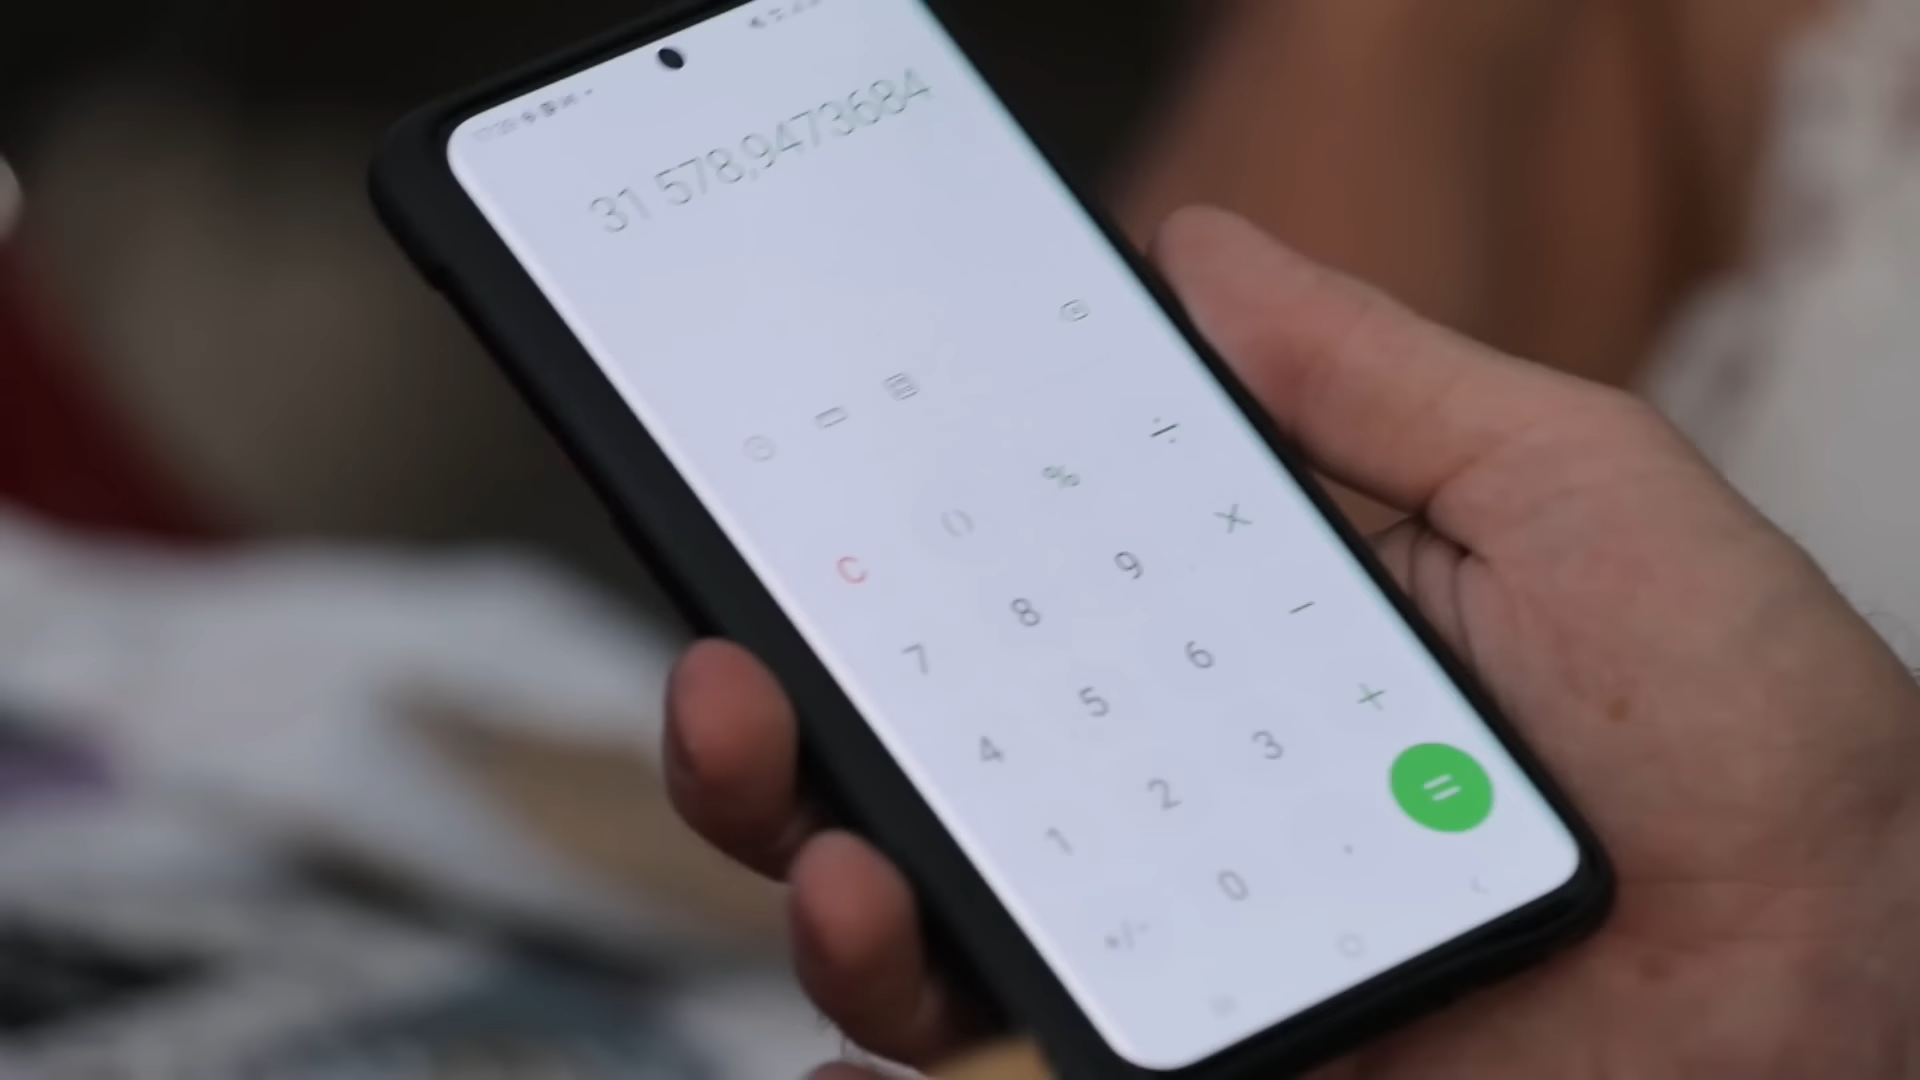 31 578,9473684
C () % ÷
7 8 9 ×
4 5 6 −
1 2 3 +
+/- 0 . =